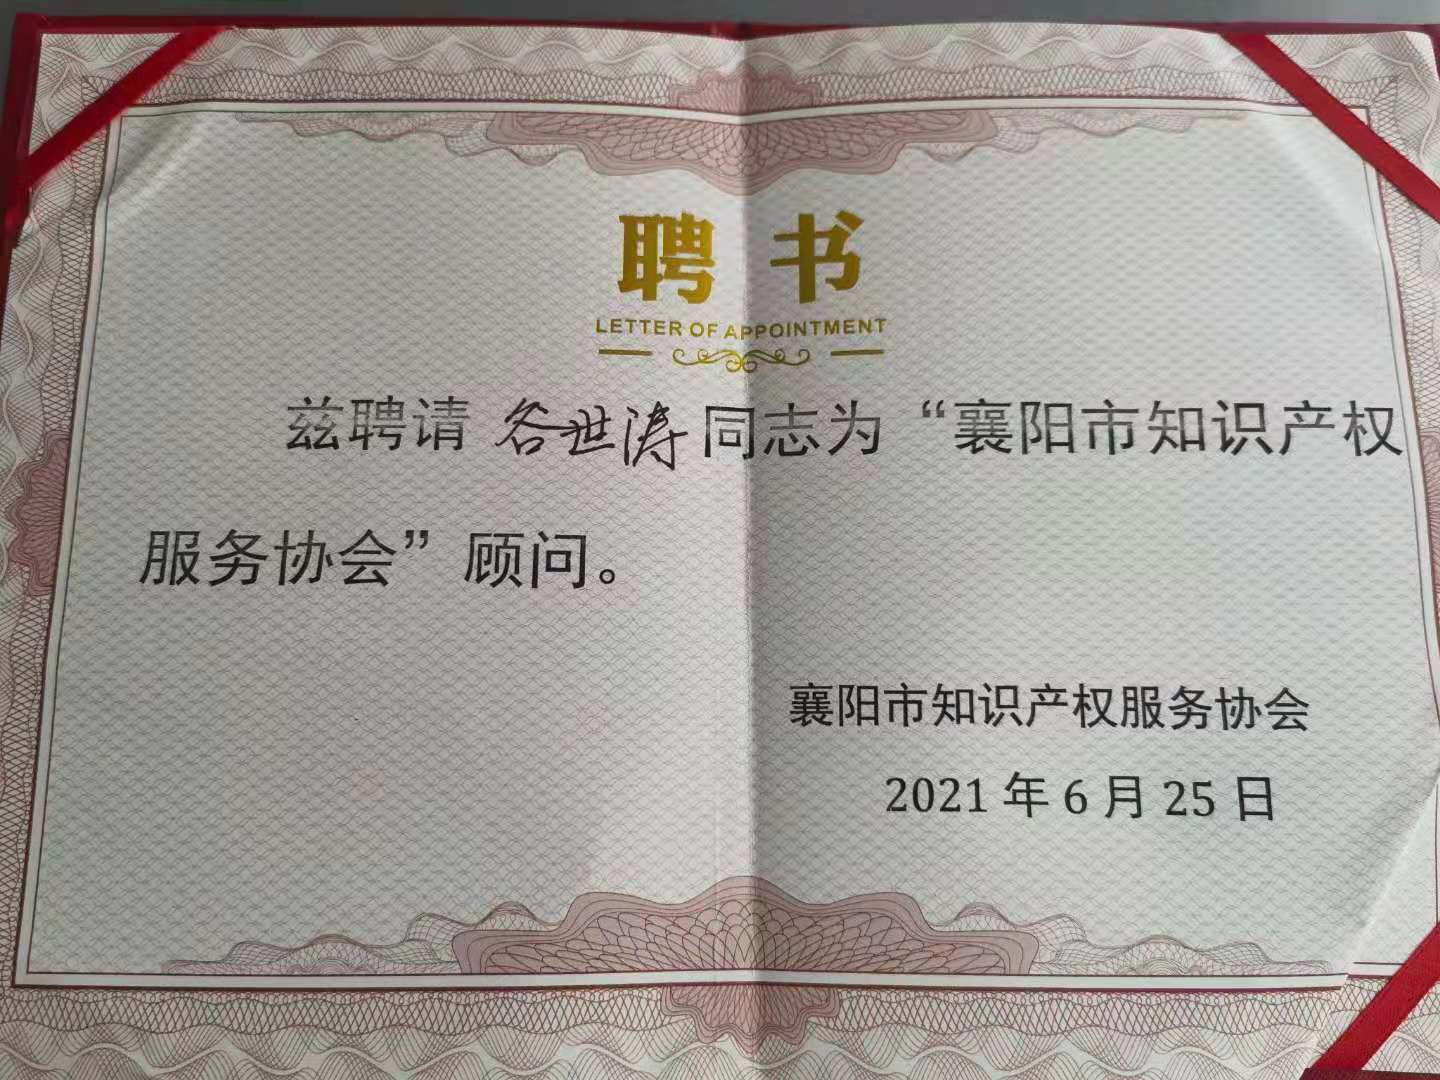 聘书
LETTER OF APPOINTMENT
兹聘请 谷世涛 同志为“襄阳市知识产权
服务协会”顾问。
襄阳市知识产权服务协会
2021年6月25日